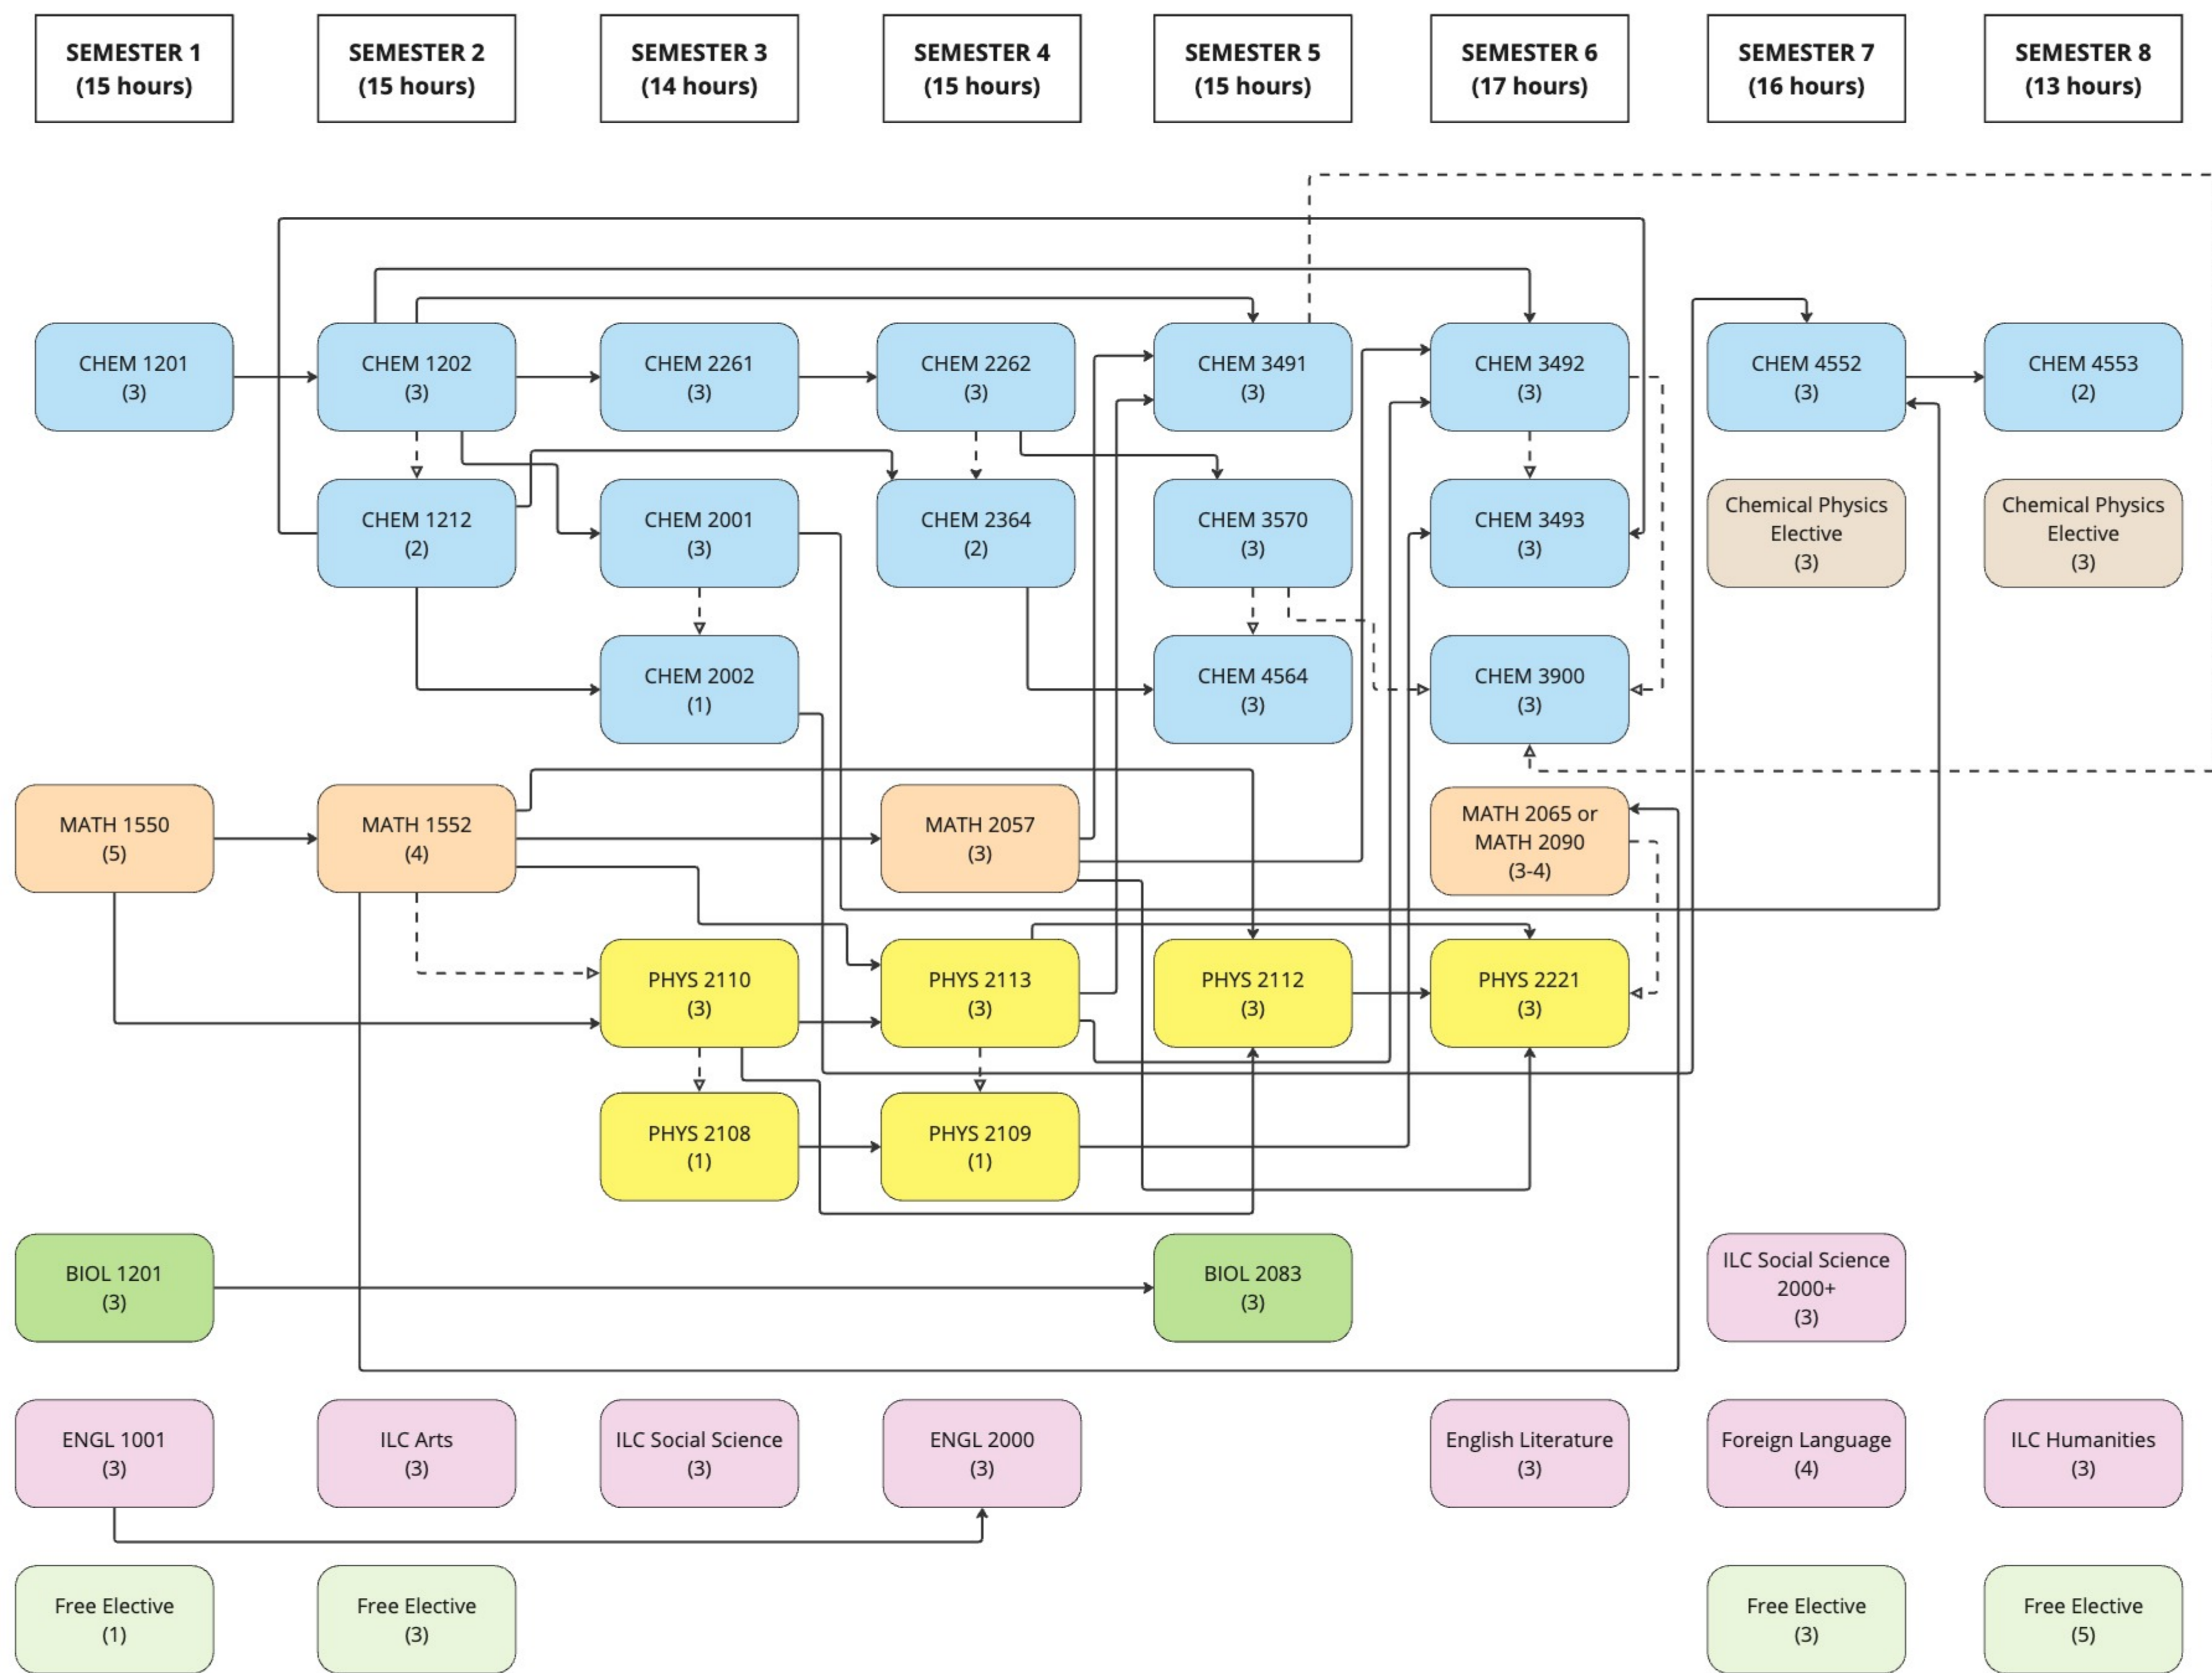 SEMESTER 1
(15 hours)
SEMESTER 2
(15 hours)
SEMESTER 3
(14 hours)
SEMESTER 4
(15 hours)
SEMESTER 5
(15 hours)
SEMESTER 6
(17 hours)
SEMESTER 7
(16 hours)
SEMESTER 8
(13 hours)
CHEM 1201
(3)
CHEM 1202
(3)
CHEM 2261
(3)
CHEM 2262
(3)
CHEM 3491
(3)
CHEM 3492
(3)
CHEM 4552
(3)
CHEM 4553
(2)
CHEM 1212
(2)
CHEM 2001
(3)
CHEM 2364
(2)
CHEM 3570
(3)
CHEM 3493
(3)
Chemical Physics
Elective
(3)
Chemical Physics
Elective
(3)
CHEM 2002
(1)
CHEM 4564
(3)
CHEM 3900
(3)
MATH 1550
(5)
MATH 1552
(4)
MATH 2057
(3)
MATH 2065 or
MATH 2090
(3-4)
PHYS 2110
(3)
PHYS 2113
(3)
PHYS 2112
(3)
PHYS 2221
(3)
PHYS 2108
(1)
PHYS 2109
(1)
BIOL 1201
(3)
BIOL 2083
(3)
ILC Social Science
2000+
(3)
ENGL 1001
(3)
ILC Arts
(3)
ILC Social Science
(3)
ENGL 2000
(3)
English Literature
(3)
Foreign Language
(4)
ILC Humanities
(3)
Free Elective
(1)
Free Elective
(3)
Free Elective
(3)
Free Elective
(5)